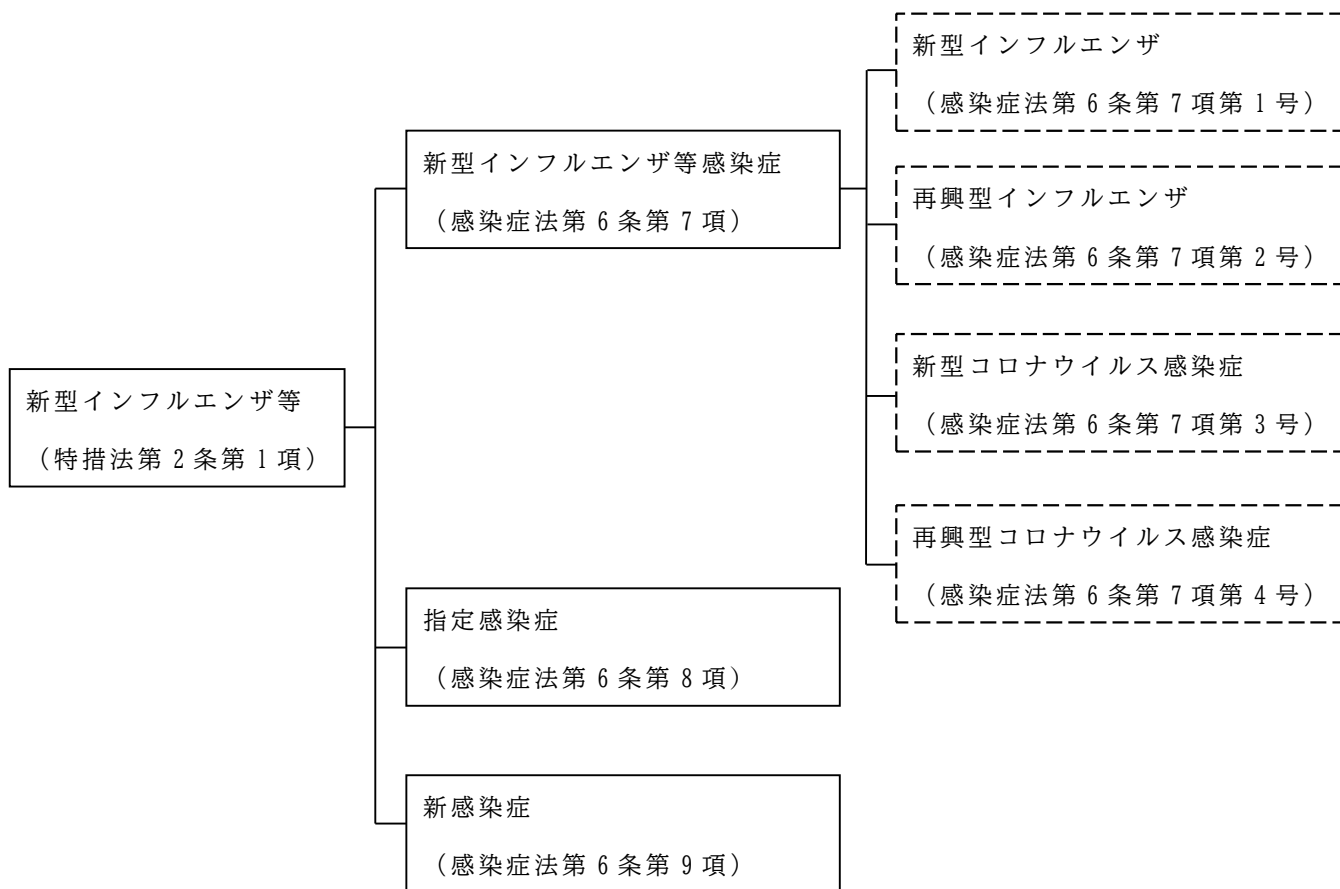 新型インフルエンザ
（感染症法第6条第7項第1号）
新型インフルエンザ等感染症
（感染症法第6条第7項）
再興型インフルエンザ
（感染症法第6条第7項第2号）
新型コロナウイルス感染症
（感染症法第6条第7項第3号）
新型インフルエンザ等
（特措法第2条第1項）
再興型コロナウイルス感染症
（感染症法第6条第7項第4号）
指定感染症
（感染症法第6条第8項）
新感染症
（感染症法第6条第9項）